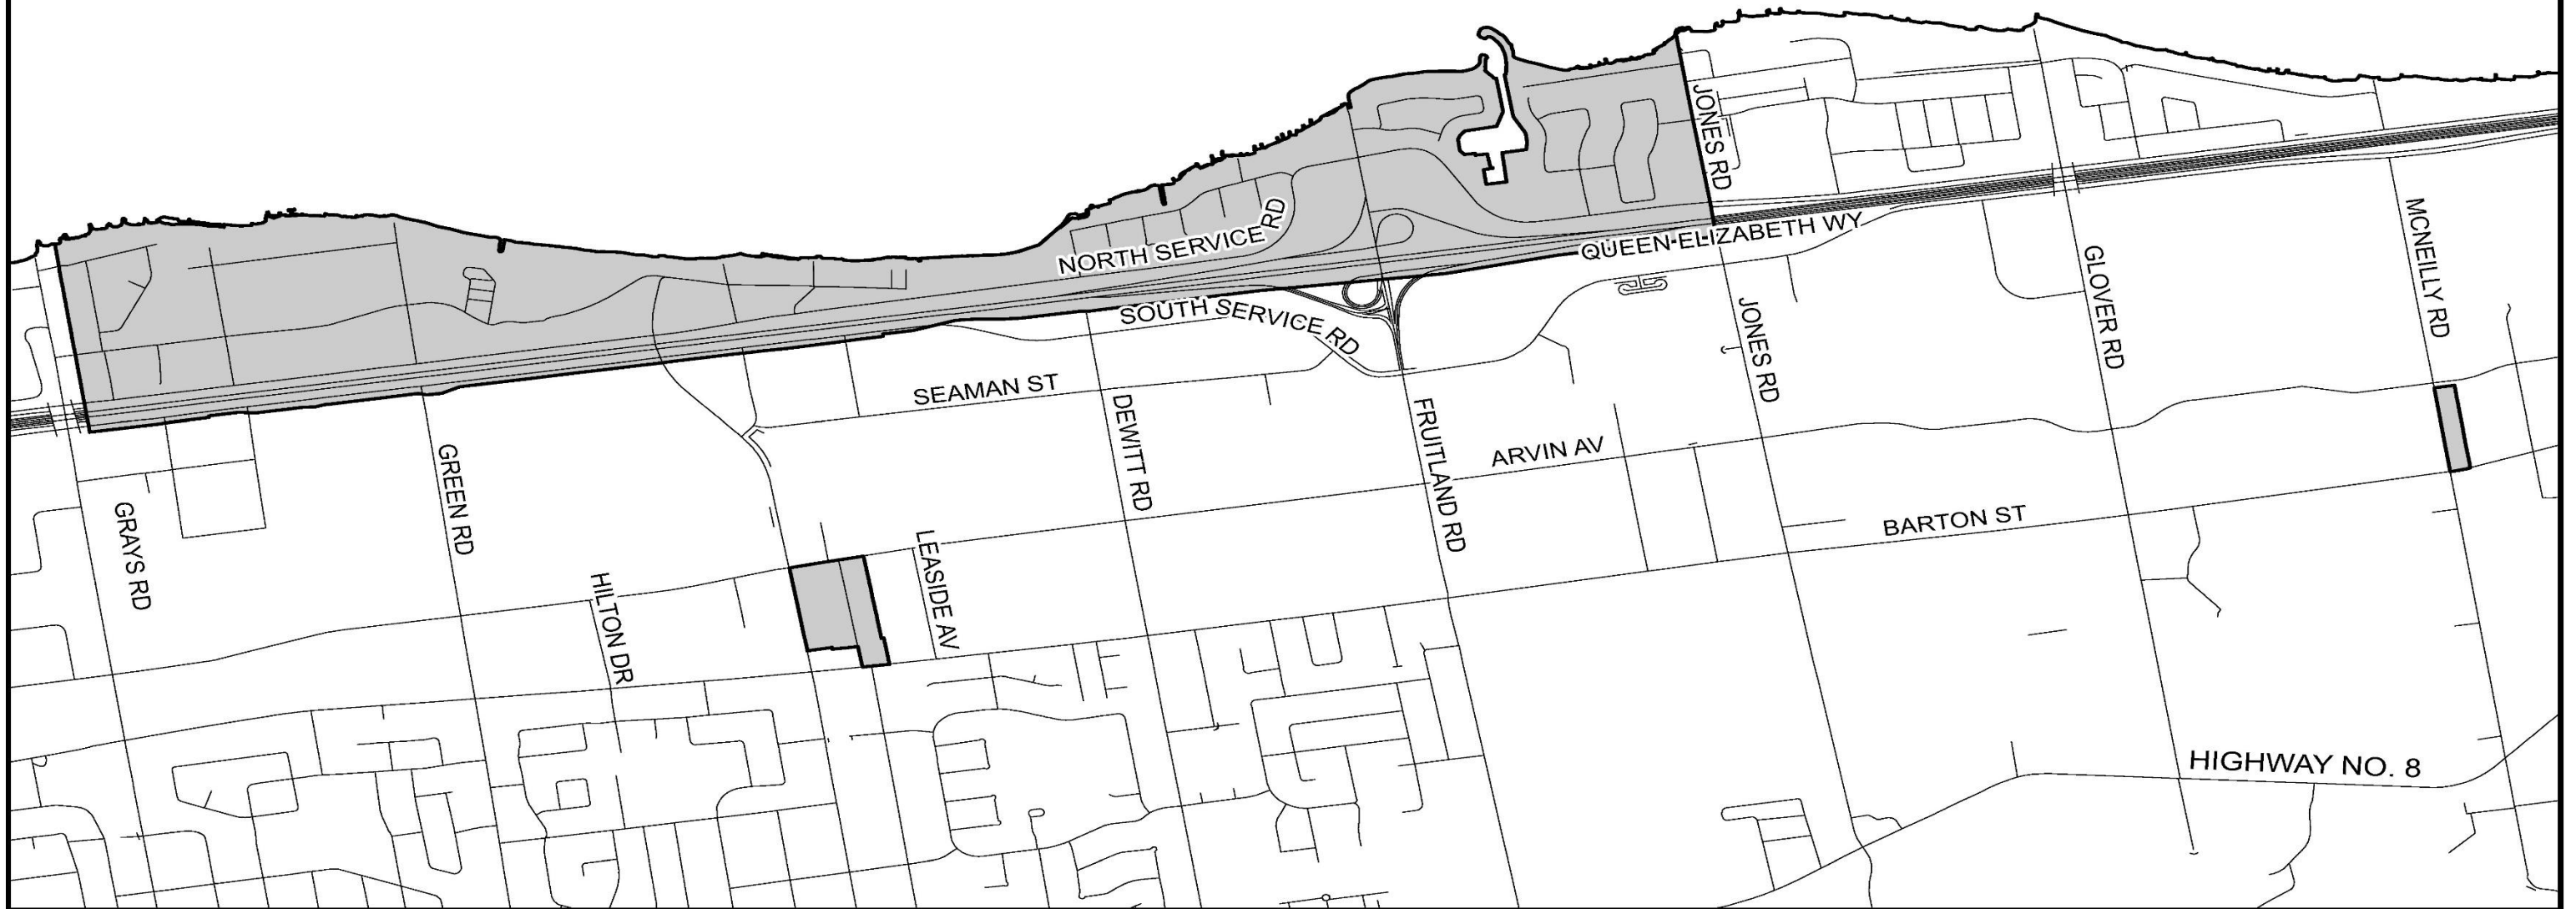 JONES RD
NORTH SERVICE RD
QUEEN ELIZABETH WY
MCNEILLY RD
GLOVER RD
SOUTH SERVICE RD
JONES RD
SEAMAN ST
DEWITT RD
FRUITLAND RD
ARVIN AV
GREEN RD
GRAYS RD
BARTON ST
LEASIDE AV
HILTON DR
HIGHWAY NO. 8